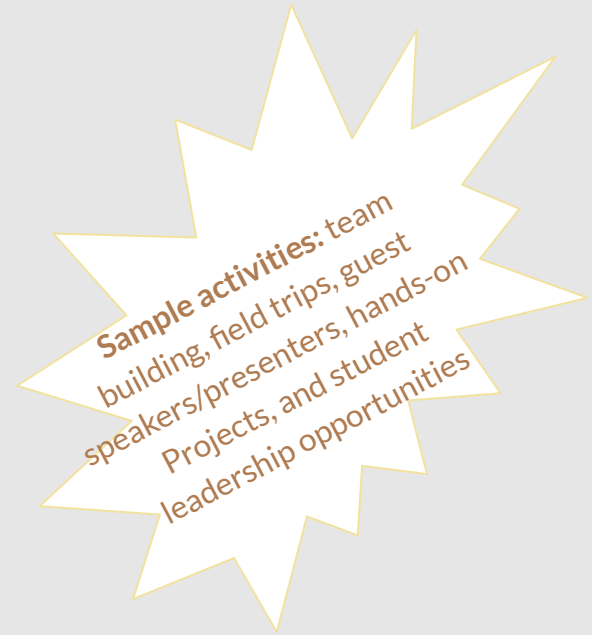 Sample activities: team
building, field trips, guest
speakers/presenters, hands-on
Projects, and student
leadership opportunities